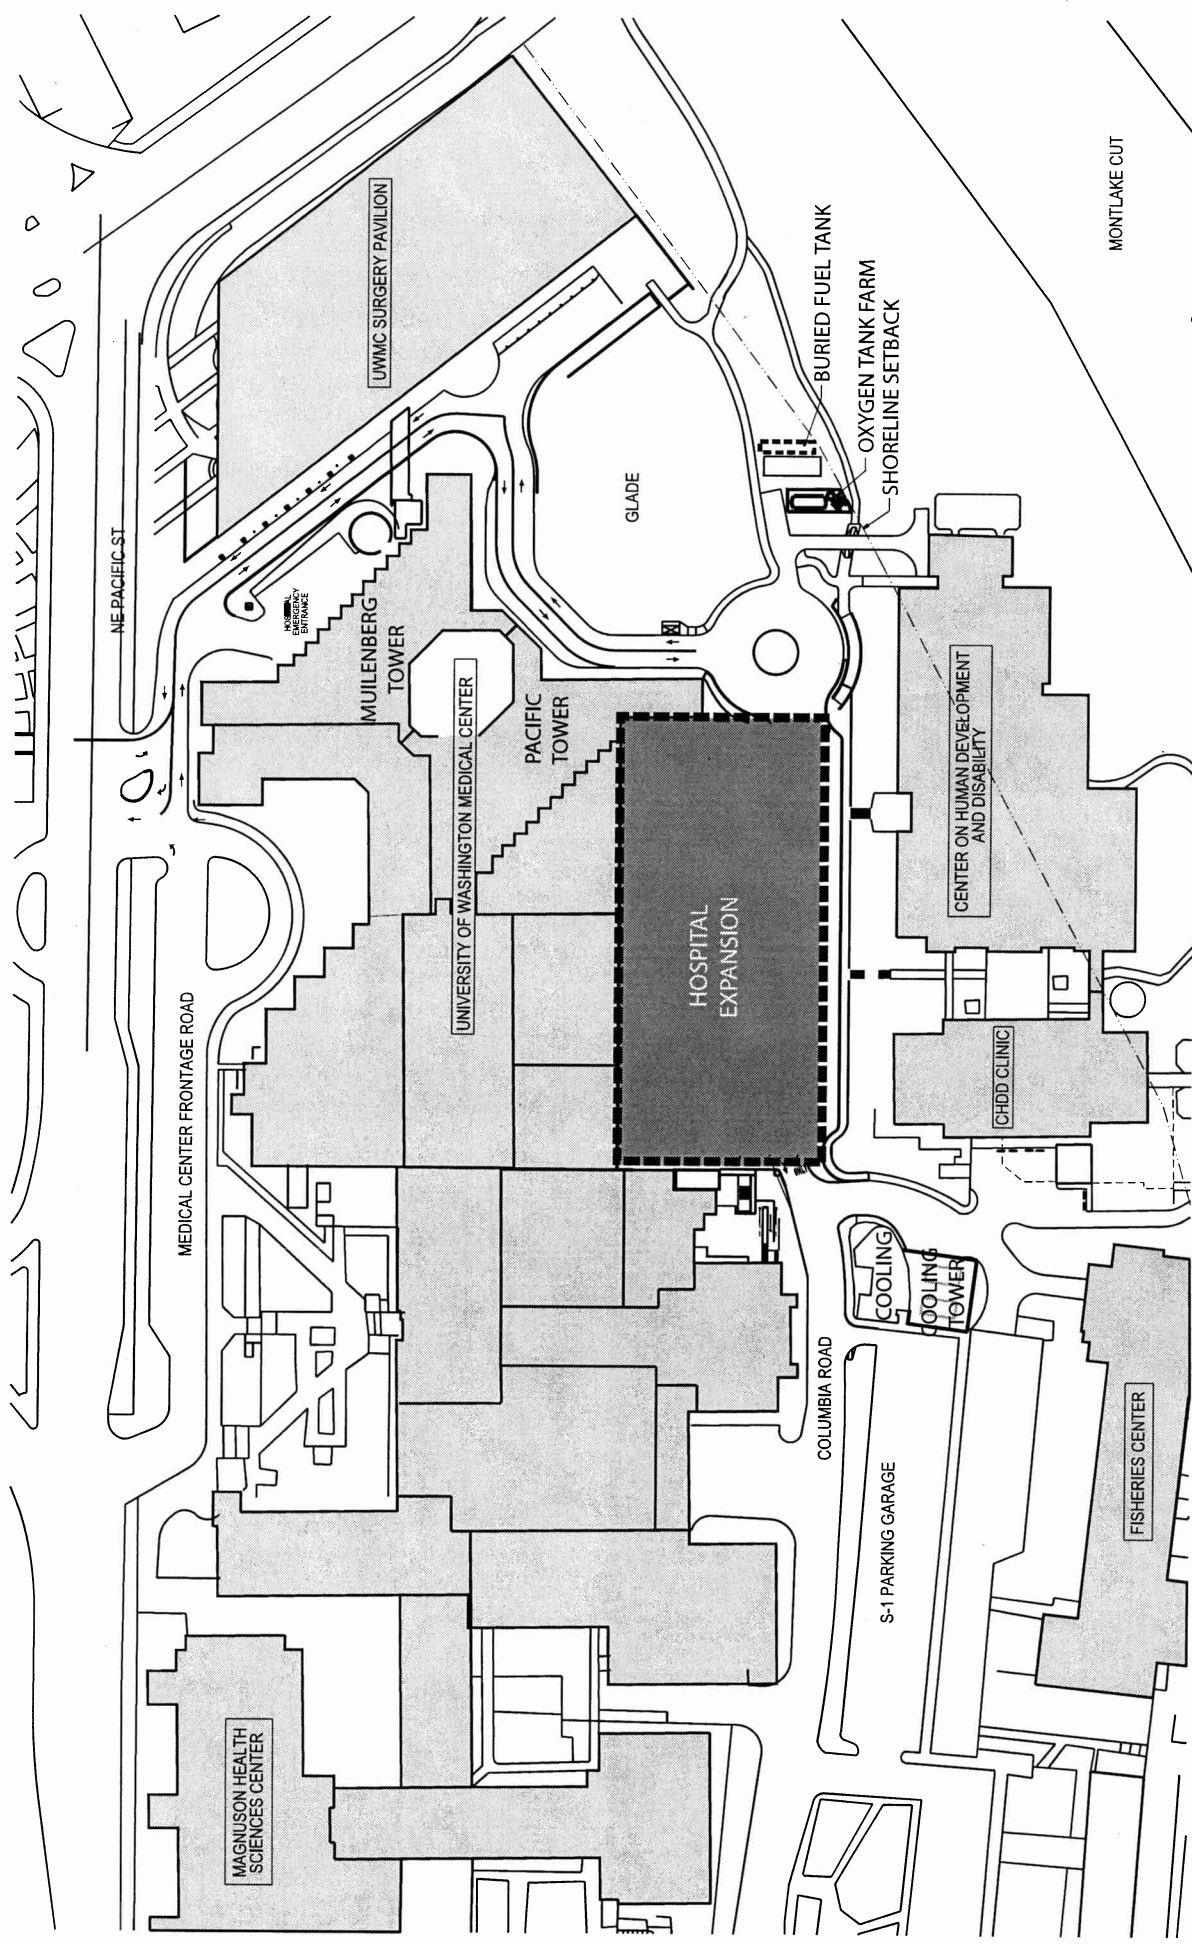 NE PACIFIC ST
MEDICAL CENTER FRONTAGE ROAD
MAGNUSON HEALTH
SCIENCES CENTER
HOSPITAL
EMERGENCY
ENTRANCE
UWMC SURGERY PAVILION
MUILENBERG
TOWER
UNIVERSITY OF WASHINGTON MEDICAL CENTER
PACIFIC
TOWER
GLADE
HOSPITAL
EXPANSION
BURIED FUEL TANK
OXYGEN TANK FARM
SHORELINE SETBACK
COLUMBIA ROAD
S-1 PARKING GARAGE
COOLING
COOLING
TOWER
CENTER ON HUMAN DEVELOPMENT
AND DISABILITY
CHDD CLINIC
FISHERIES CENTER
MONTLAKE CUT